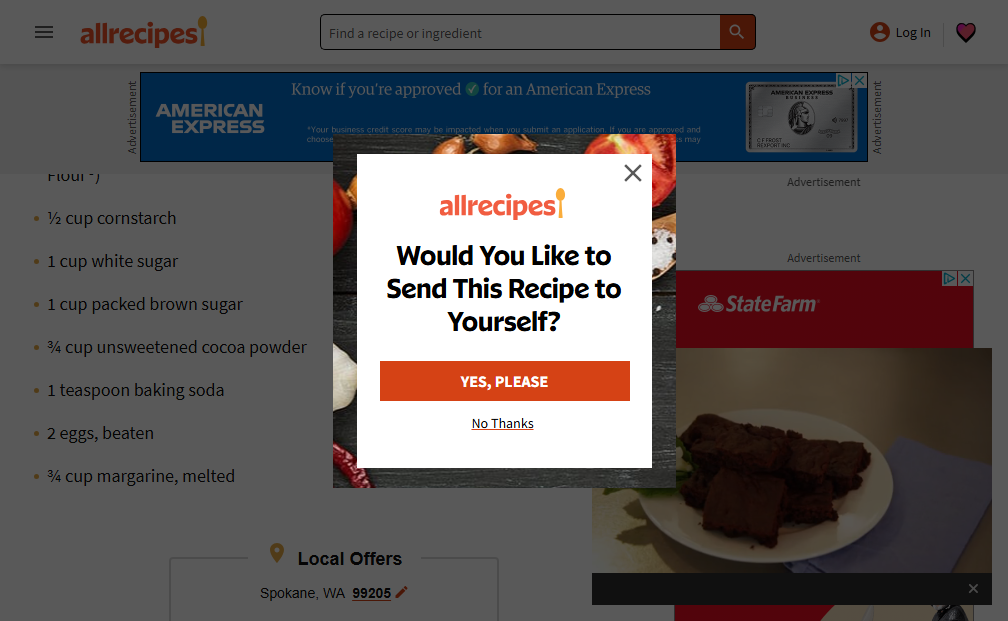 allrecipes
Find a recipe or ingredient
Log In
Advertisement
AMERICAN
EXPRESS
Know if you're approved for an American Express
*Your business credit score may be impacted when you submit an application. If you are approved and
choose
s may
AMERICAN EXPRESS
BUSINESS
C F FROST
Advertisement
Flour ®)
½ cup cornstarch
1 cup white sugar
1 cup packed brown sugar
¾ cup unsweetened cocoa powder
1 teaspoon baking soda
2 eggs, beaten
¾ cup margarine, melted
allrecipes
Would You Like to
Send This Recipe to
Yourself?
YES, PLEASE
No Thanks
Advertisement
Advertisement
StateFarm
Local Offers
Spokane, WA 99205